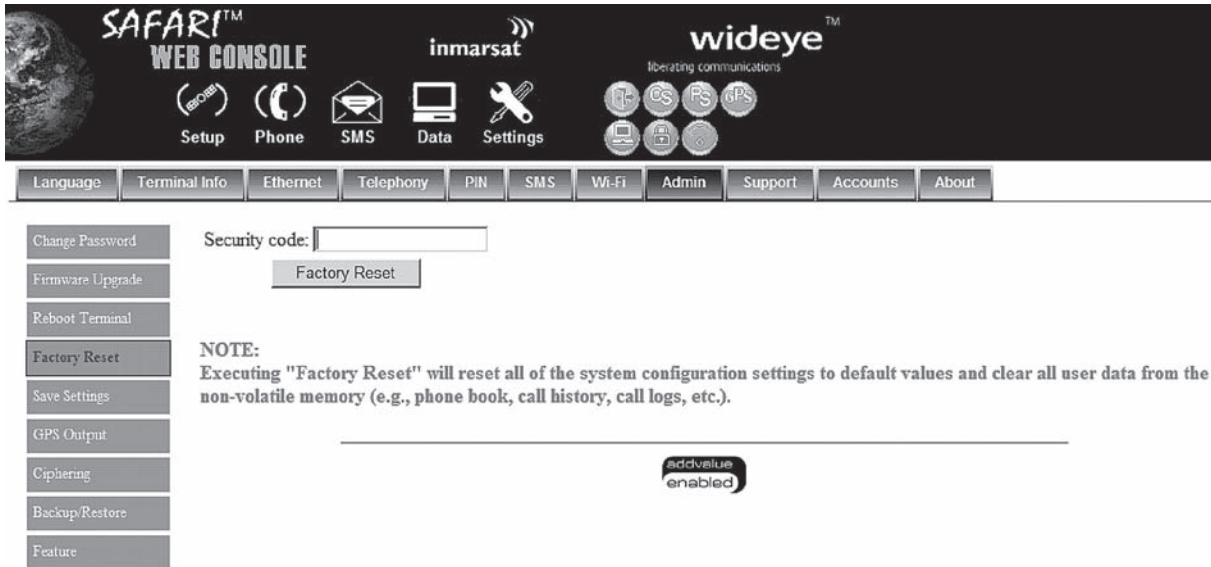 SAFARI™
WEB CONSOLE
inmarsat
wideye™
liberating communications
CS PS GPS
Setup Phone SMS Data Settings
Language Terminal Info Ethernet Telephony PIN SMS Wi-Fi Admin Support Accounts About
Change Password
Firmware Upgrade
Reboot Terminal
Factory Reset
Save Settings
GPS Output
Ciphering
Backup/Restore
Feature
Security code:
Factory Reset
NOTE:
Executing "Factory Reset" will reset all of the system configuration settings to default values and clear all user data from the
non-volatile memory (e.g., phone book, call history, call logs, etc.).
addvalue
enabled